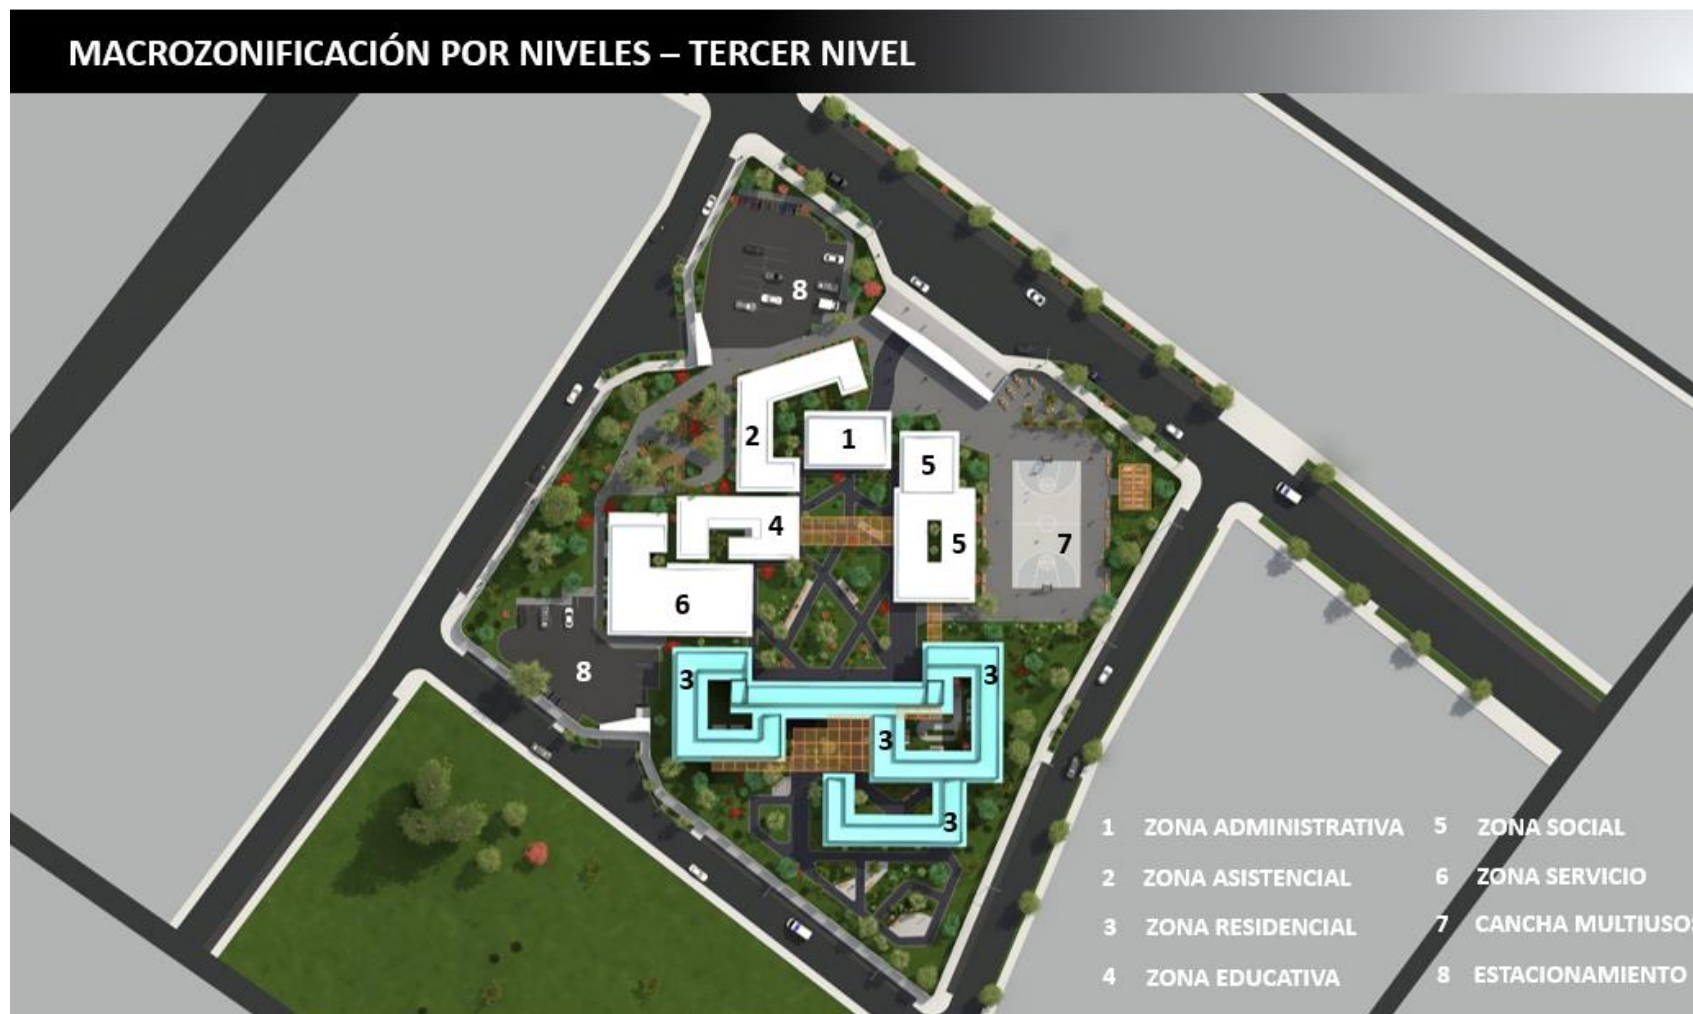 MACROZONIFICACIÓN POR NIVELES – TERCER NIVEL
8
2
1
5
4
5
7
6
8
3
3
3
3
1 ZONA ADMINISTRATIVA
2 ZONA ASISTENCIAL
3 ZONA RESIDENCIAL
4 ZONA EDUCATIVA
5 ZONA SOCIAL
6 ZONA SERVICIO
7 CANCHA MULTIUSOS
8 ESTACIONAMIENTO